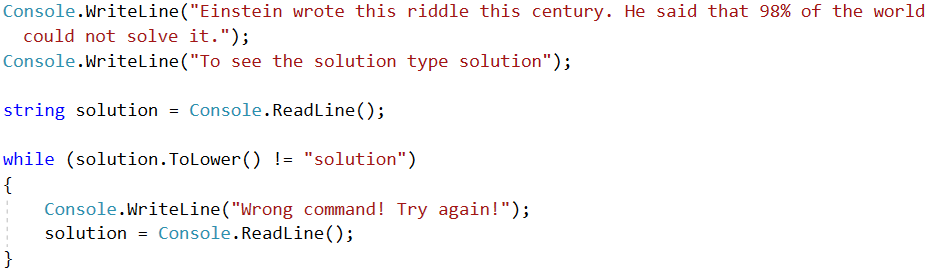 Console.WriteLine("Einstein wrote this riddle this century. He said that 98% of the world
could not solve it.");
Console.WriteLine("To see the solution type solution");
string solution = Console.ReadLine();
while (solution.ToLower() != "solution")
{
Console.WriteLine("Wrong command! Try again!");
solution = Console.ReadLine();
}